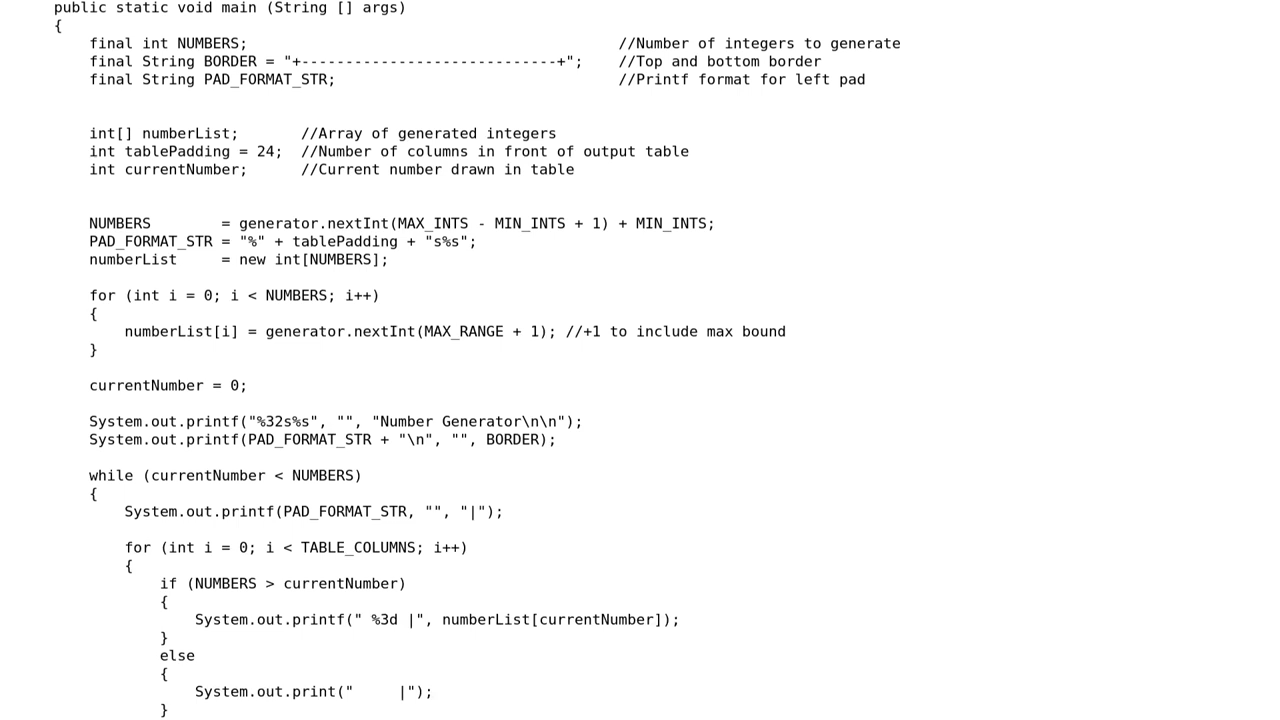 public static void main (String [] args)
{
    final int NUMBERS;                                          //Number of integers to generate
    final String BORDER = "+-----------------------------+";    //Top and bottom border
    final String PAD_FORMAT_STR;                                //Printf format for left pad


    int[] numberList;       //Array of generated integers
    int tablePadding = 24;  //Number of columns in front of output table
    int currentNumber;      //Current number drawn in table


    NUMBERS        = generator.nextInt(MAX_INTS - MIN_INTS + 1) + MIN_INTS;
    PAD_FORMAT_STR = "%" + tablePadding + "s%s";
    numberList     = new int[NUMBERS];

    for (int i = 0; i < NUMBERS; i++)
    {
        numberList[i] = generator.nextInt(MAX_RANGE + 1); //+1 to include max bound
    }

    currentNumber = 0;

    System.out.printf("%32s%s", "", "Number Generator\n\n");
    System.out.printf(PAD_FORMAT_STR + "\n", "", BORDER);

    while (currentNumber < NUMBERS)
    {
        System.out.printf(PAD_FORMAT_STR, "", "|");

        for (int i = 0; i < TABLE_COLUMNS; i++)
        {
            if (NUMBERS > currentNumber)
            {
                System.out.printf(" %3d |", numberList[currentNumber]);
            }
            else
            {
                System.out.print("     |");
            }